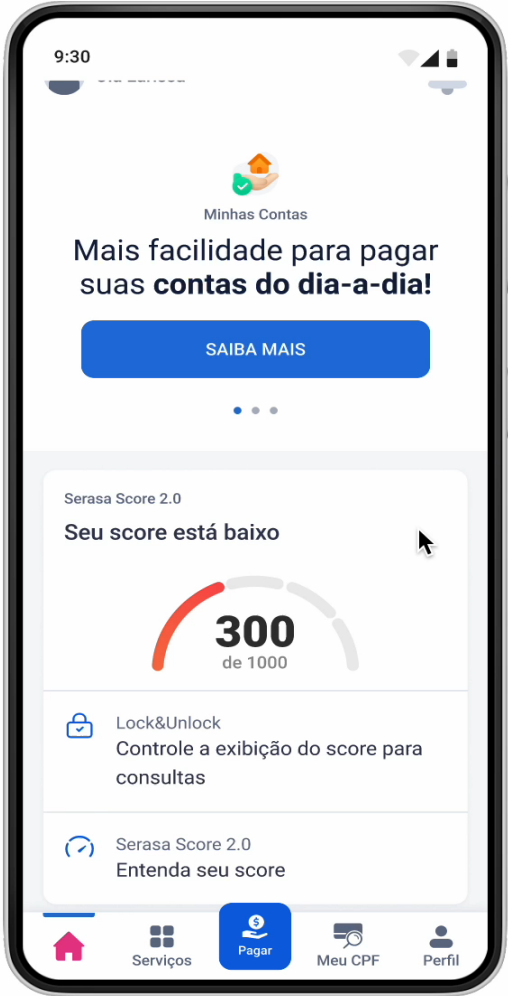 9:30
Minhas Contas
Mais facilidade para pagar
suas contas do dia-a-dia!
SAIBA MAIS
Serasa Score 2.0
Seu score está baixo
300
de 1000
Lock&Unlock
Controle a exibição do score para
consultas
Serasa Score 2.0
Entenda seu score
Serviços
Pagar
Meu CPF
Perfil